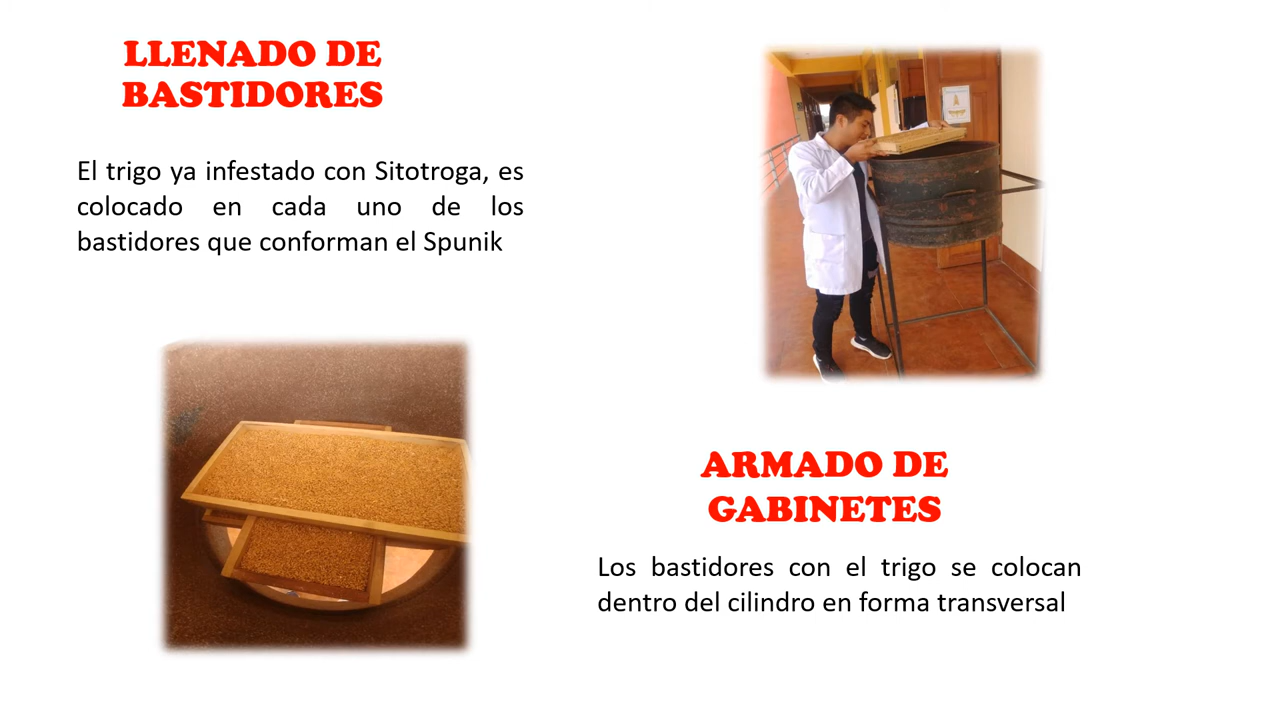 LLENADO DE
BASTIDORES
El trigo ya infestado con Sitotroga, es
colocado en cada uno de los
bastidores que conforman el Spunik
ARMADO DE
GABINETES
Los bastidores con el trigo se colocan
dentro del cilindro en forma transversal